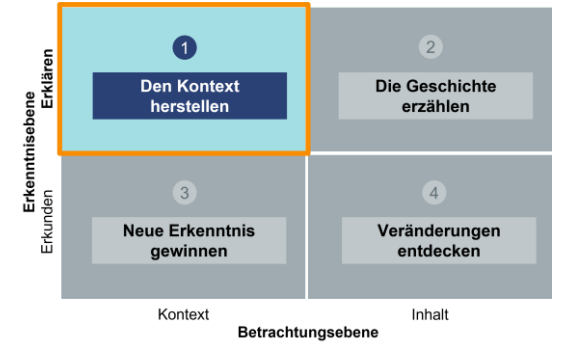 Erkenntnisebene
Erklären
1
Den Kontext
herstellen
2
Die Geschichte
erzählen
Erkunden
3
Neue Erkenntnis
gewinnen
4
Veränderungen
entdecken
Kontext
Inhalt
Betrachtungsebene